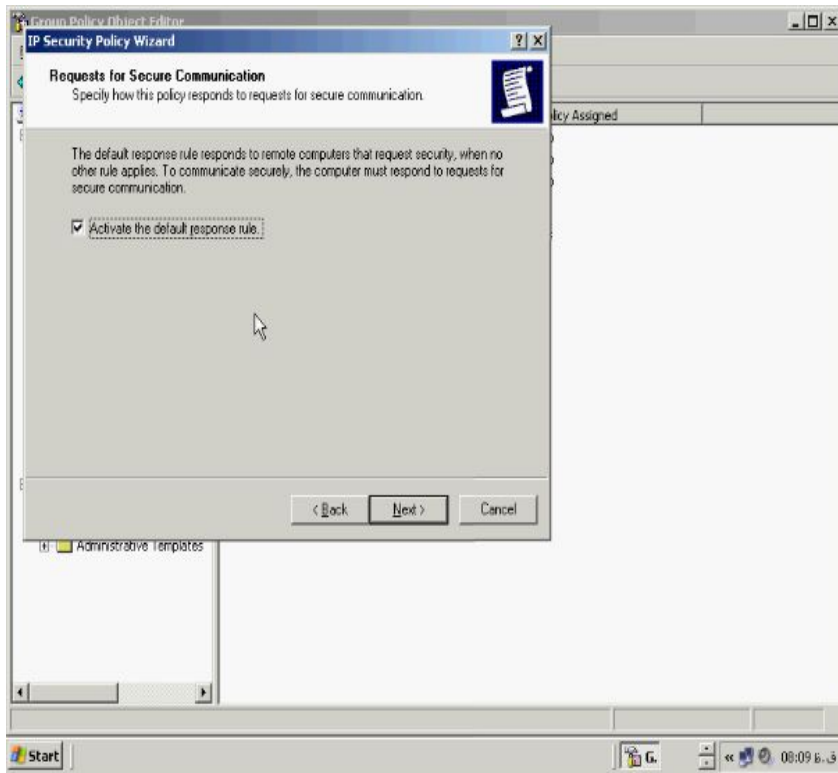 Group Policy Object Editor
IP Security Policy Wizard
Requests for Secure Communication
Specify how this policy responds to requests for secure communication.
licy Assigned
The default response rule responds to remote computers that request security, when no
other rule applies. To communicate securely, the computer must respond to requests for
secure communication.
Activate the default response rule.
< Back
Next >
Cancel
Administrative Templates
Start
G.
«
08:09